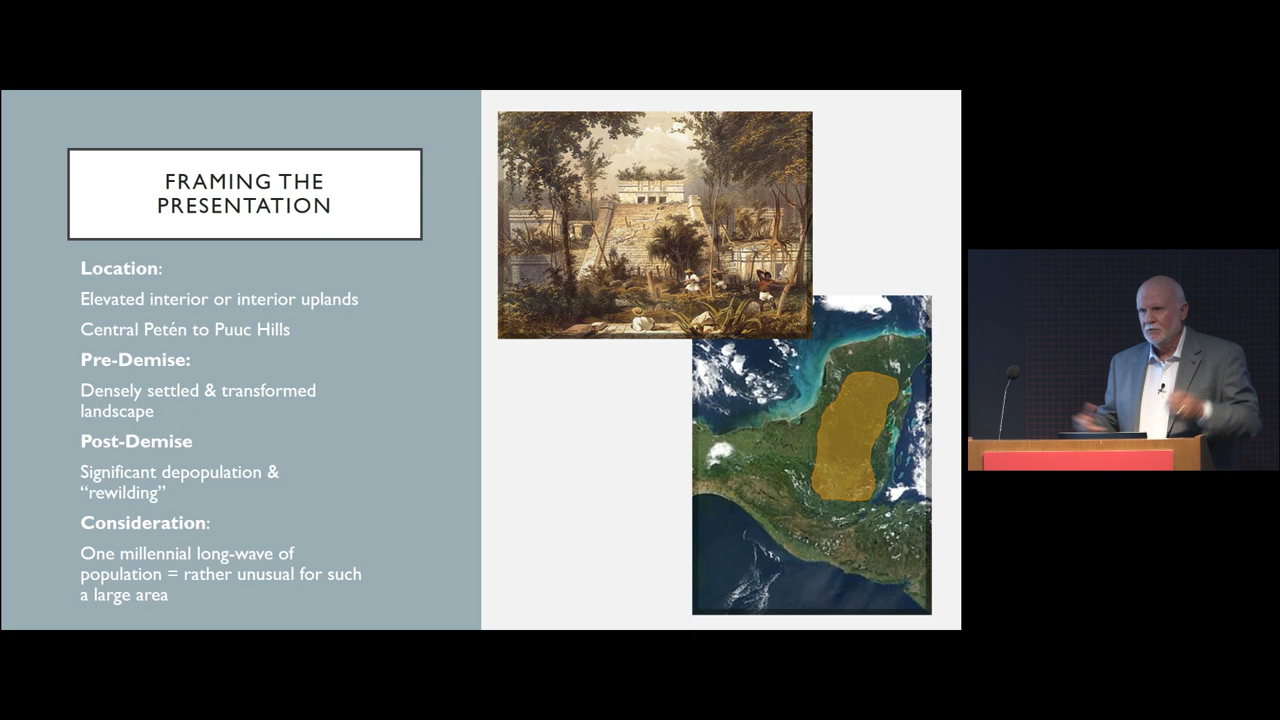 FRAMING THE
PRESENTATION
Location:
Elevated interior or interior uplands
Central Petén to Puuc Hills
Pre-Demise:
Densely settled & transformed
landscape
Post-Demise
Significant depopulation &
“rewilding”
Consideration:
One millennial long-wave of
population = rather unusual for such
a large area